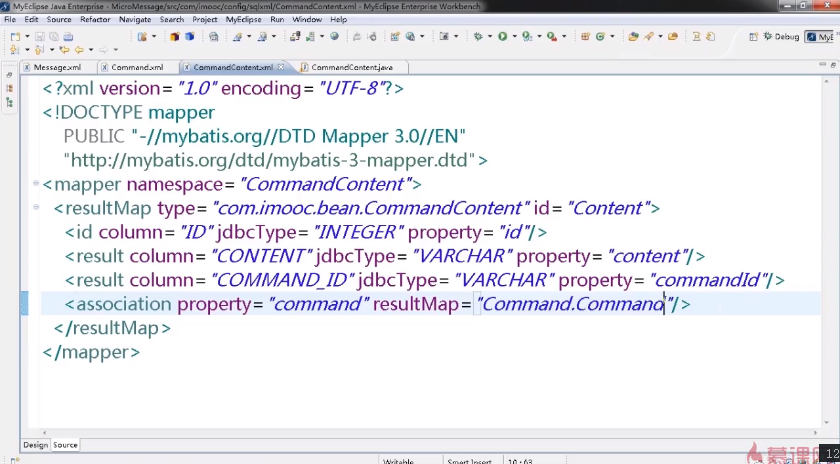 MyEclipse Java Enterprise - MicroMessage/src/com/imooc/config/sqlxml/CommandContent.xml - MyEclipse Enterprise Workbench
File Edit Source Refactor Navigate Search Project MyEclipse Run Window Help
Debug MyE
Message.xml Command.xml CommandContent.xml CommandContent.java
<?xml version="1.0" encoding="UTF-8"?>
<!DOCTYPE mapper
PUBLIC "-//mybatis.org//DTD Mapper 3.0//EN"
"http://mybatis.org/dtd/mybatis-3-mapper.dtd">
<mapper namespace="CommandContent">
<resultMap type="com.imooc.bean.CommandContent" id="Content">
<id column="ID" jdbcType="INTEGER" property="id"/>
<result column="CONTENT" jdbcType="VARCHAR" property="content"/>
<result column="COMMAND_ID" jdbcType="VARCHAR" property="commandId"/>
<association property="command" resultMap="Command.Command"/>
</resultMap>
</mapper>
Design Source
Writable Smart Insert 10 : 63
慕课网